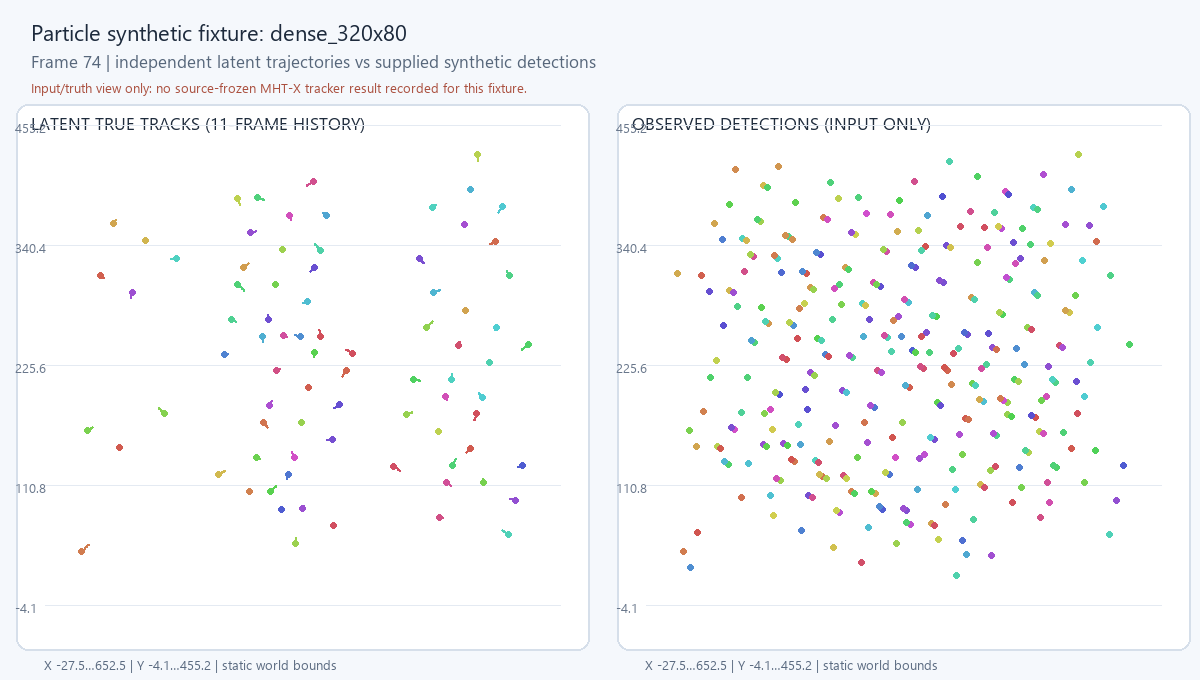 Particle synthetic fixture: dense_320x80
Frame 74 | independent latent trajectories vs supplied synthetic detections
Input/truth view only: no source-frozen MHT-X tracker result recorded for this fixture.
LATENT TRUE TRACKS (11-FRAME HISTORY)
455.2
340.4
225.6
110.8
-4.1
X -27.5...652.5 | Y -4.1...455.2 | static world bounds
OBSERVED DETECTIONS (INPUT ONLY)
455.2
340.4
225.6
110.8
-4.1
X -27.5...652.5 | Y -4.1...455.2 | static world bounds